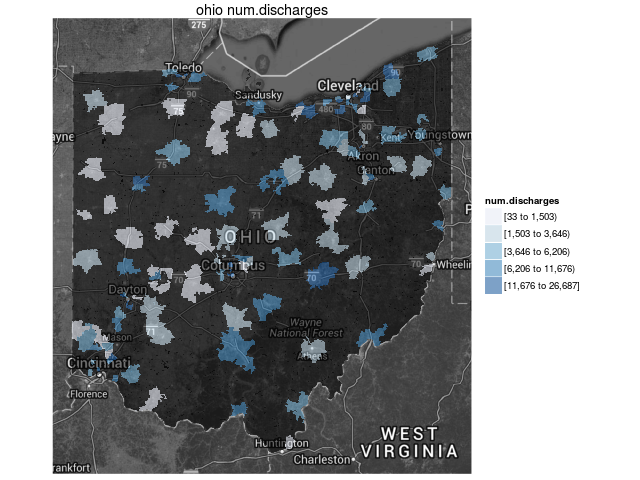 ohio num.discharges
275
Toledo
90
90
Cleveland
Sandusky
75
480
ayne
80
Kent
Youngstown
75
Akron
Canton
71
P
OHIO
Columbus
70
70
70
Wheelin
Dayton
71
Wayne
National Forest
Mason
Athens
Cincinnati
Florence
WEST
VIRGINIA
Huntington
Charleston
rankfort
num.discharges
[33 to 1,503)
[1,503 to 3,646)
[3,646 to 6,206)
[6,206 to 11,676)
[11,676 to 26,687]